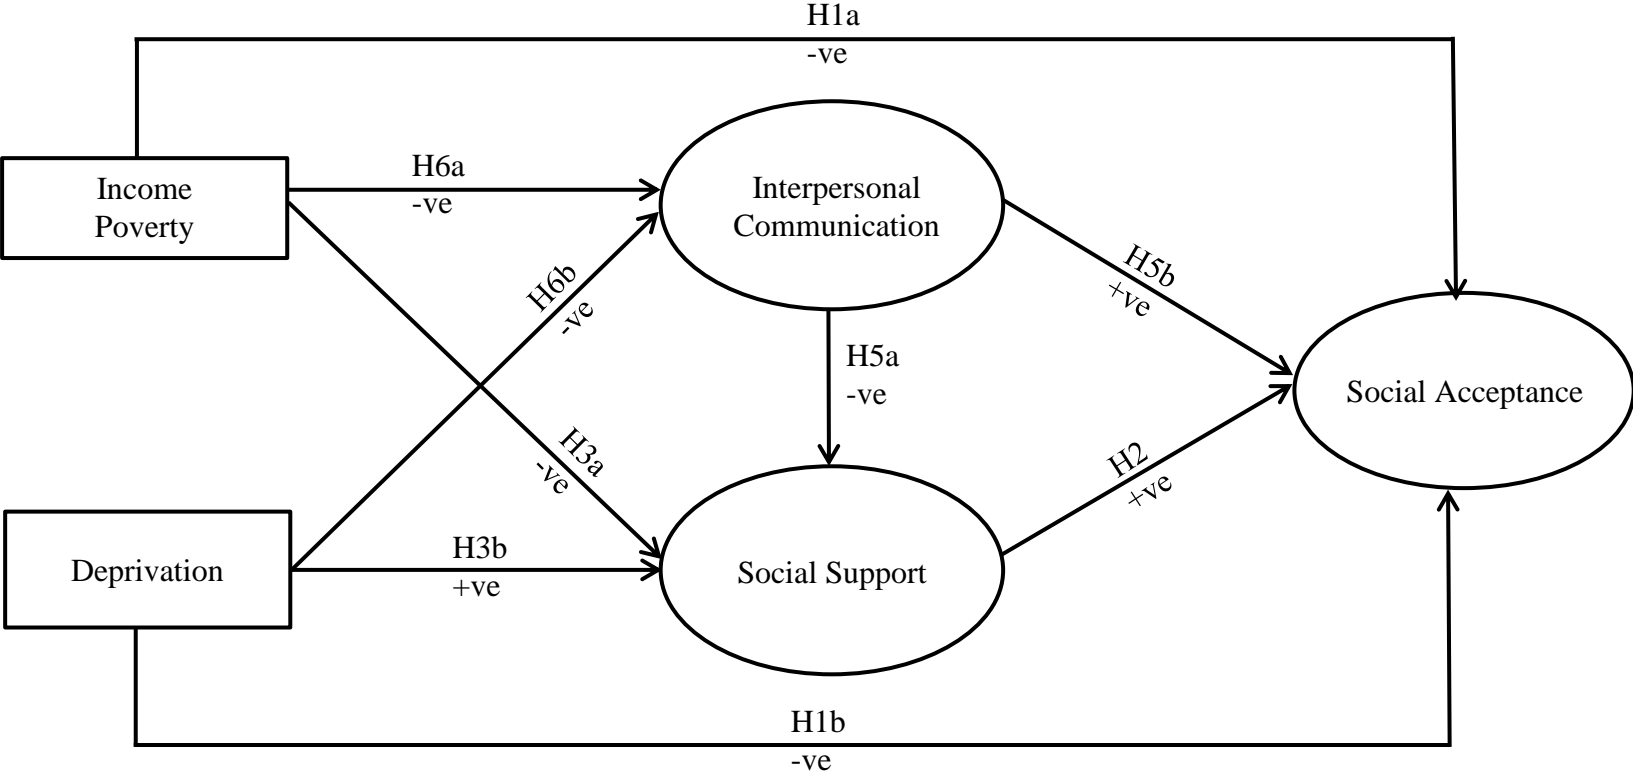 H1a
-ve
Income
Poverty
H6a
-ve
Interpersonal
Communication
H6b
-ve
H5b
+ve
H5a
-ve
Social Acceptance
H3a
-ve
H2
+ve
Deprivation
H3b
+ve
Social Support
H1b
-ve